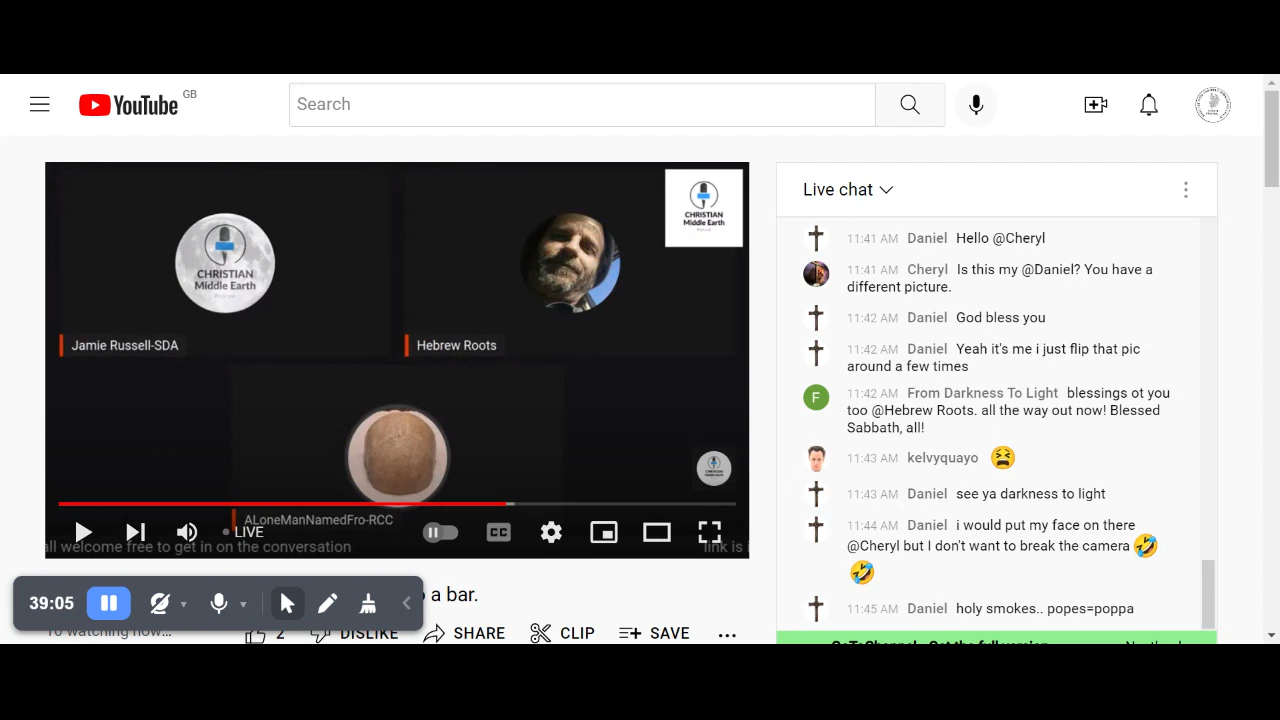 YouTube GB
Search
CHRISTIAN
Middle Earth
Podcast
CHRISTIAN
Middle Earth
Podcast
Jamie Russell-SDA
Hebrew Roots
ALoneManNamedFro-RCC
LIVE
CC
all welcome free to get in on the conversation
link is i
39:05
a bar.
watching now...
2
DISLIKE
SHARE
CLIP
SAVE
Live chat
11:41 AM Daniel Hello @Cheryl
11:41 AM Cheryl Is this my @Daniel? You have a
different picture.
11:42 AM Daniel God bless you
11:42 AM Daniel Yeah it's me i just flip that pic
around a few times
F
11:42 AM From Darkness To Light blessings ot you
too @Hebrew Roots. all the way out now! Blessed
Sabbath, all!
11:43 AM kelvyquayo 😫
11:43 AM Daniel see ya darkness to light
11:44 AM Daniel i would put my face on there
@Cheryl but I don't want to break the camera 🤣
🤣
11:45 AM Daniel holy smokes.. popes=poppa